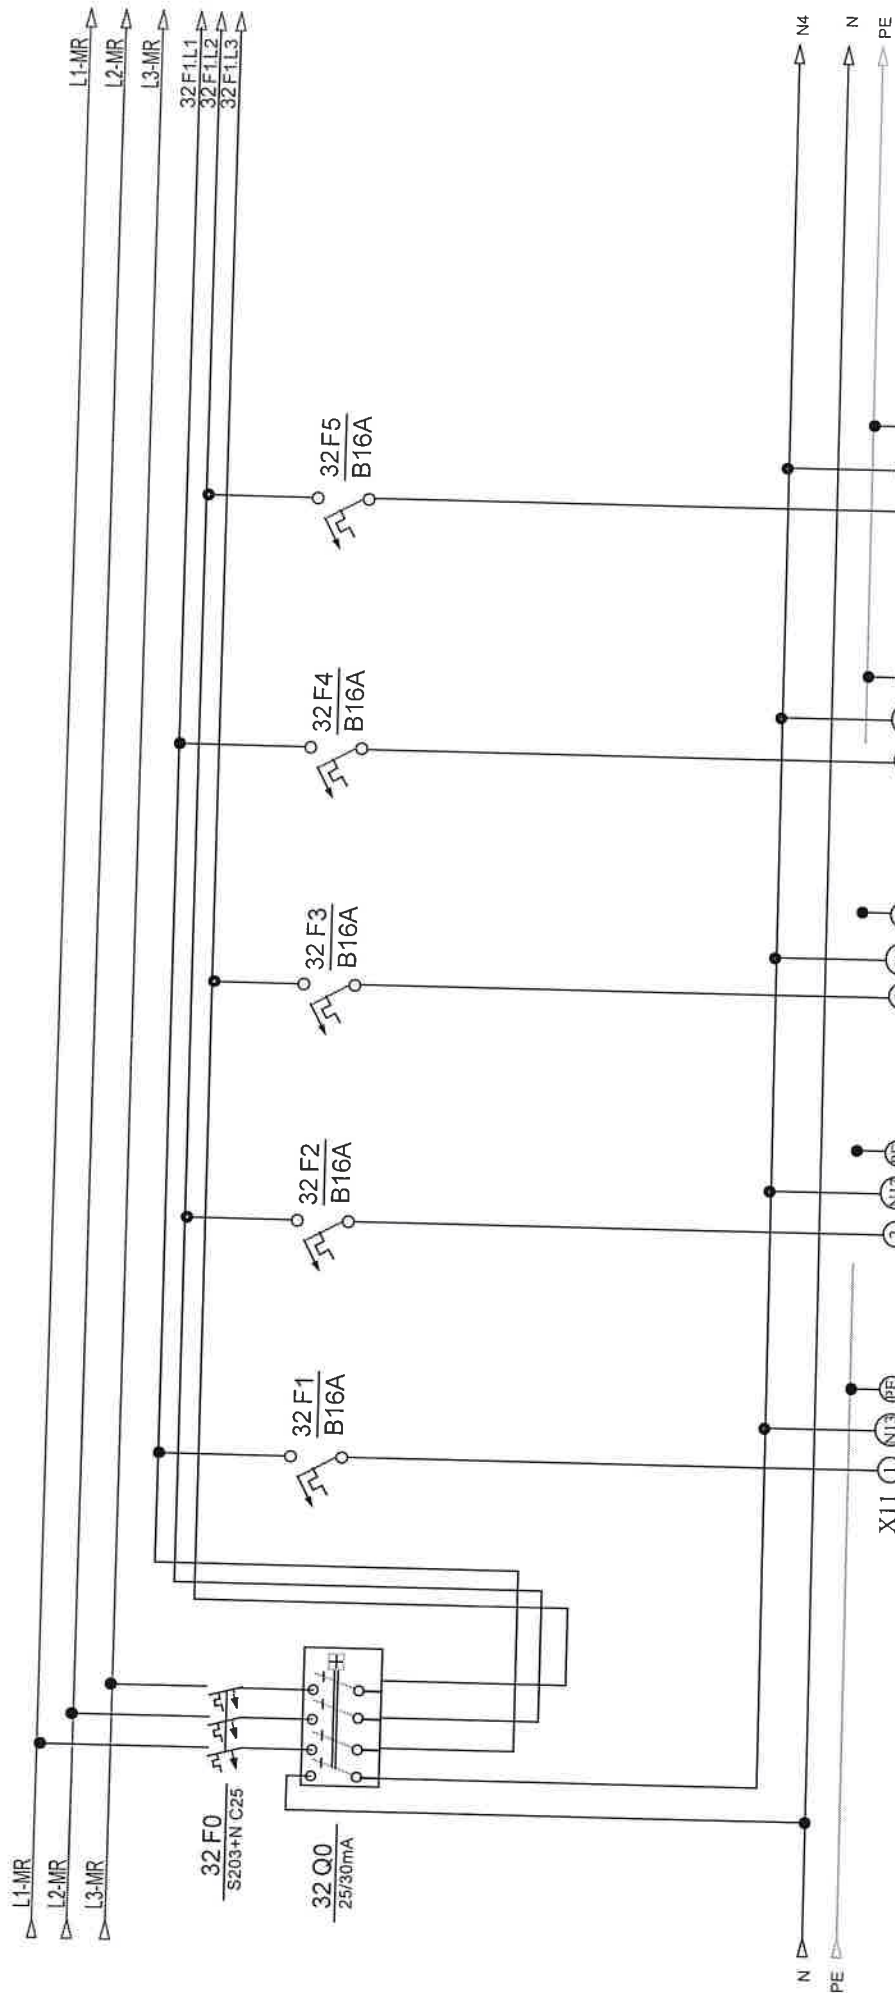 L1-MR
L2-MR
L3-MR
32 F1.L1
32 F1.L2
32 F1.L3
N4
N
PE
32 F5
B16A
32 F4
B16A
32 F3
B16A
32 F2
B16A
32 F1
B16A
32 F0
S203+N C25
32 Q0
25/30mA
L1-MR
L2-MR
L3-MR
N
PE
X11
1
N13
PE
2